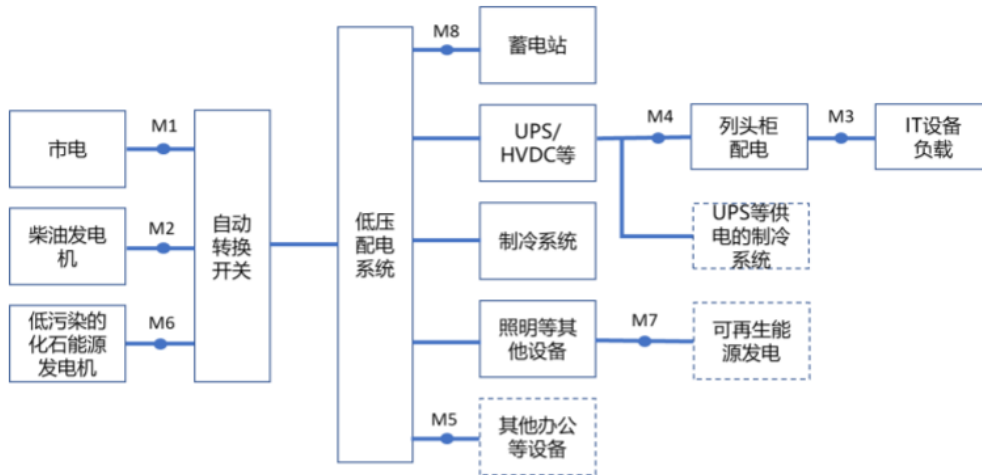 M8
蓄电站
M1
市电
UPS/
HVDC等
M4
列头柜
配电
M3
IT设备
负载
M2
柴油发电
机
自动
转换
开关
低压
配电
系统
制冷系统
UPS等供
电的制冷
系统
M6
低污染的
化石能源
发电机
照明等其
他设备
M7
可再生能
源发电
M5
其他办公
等设备